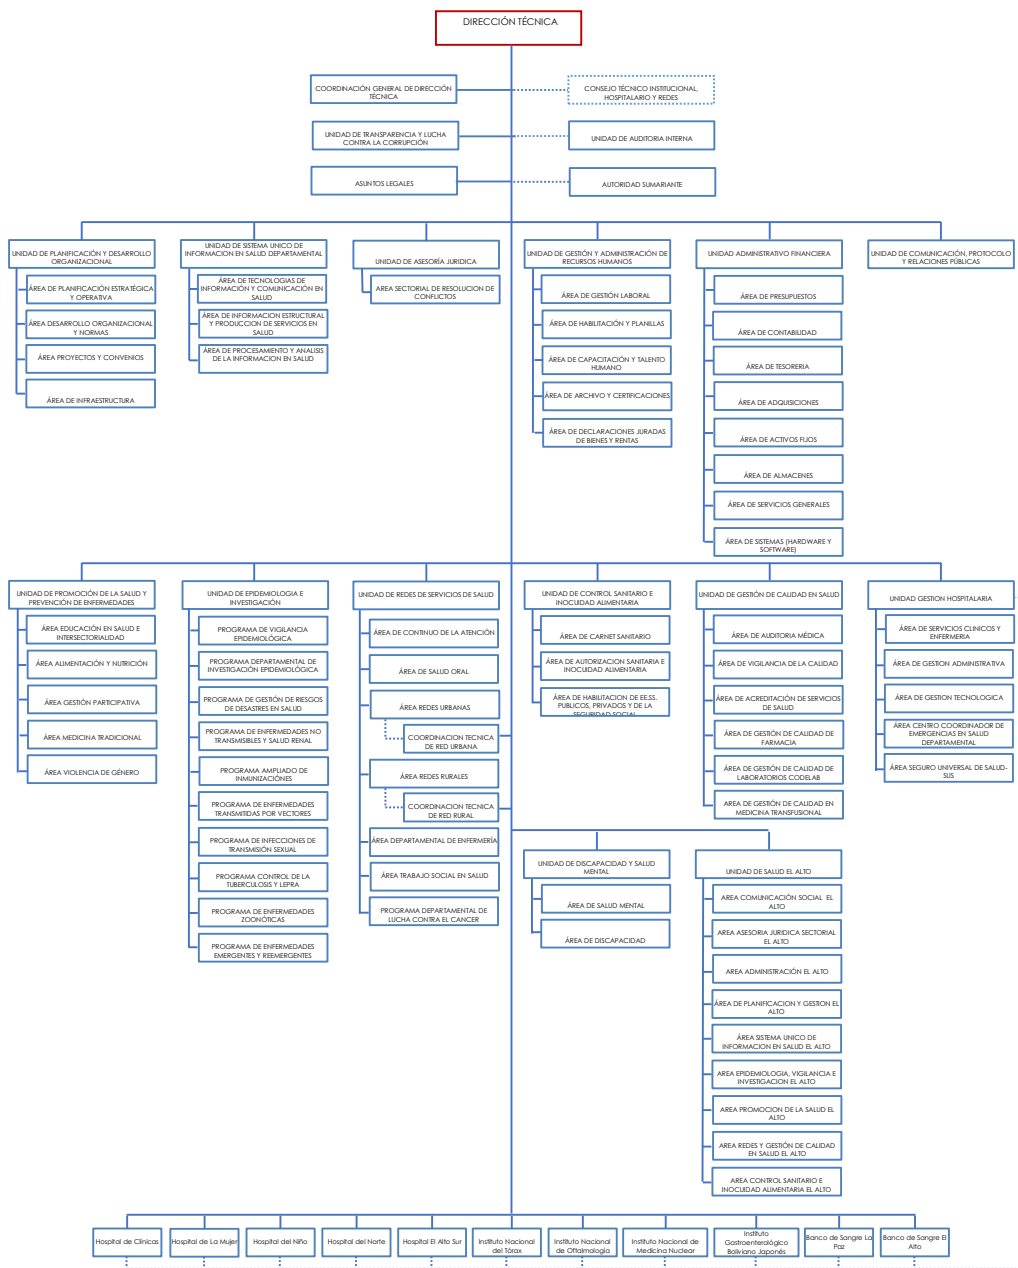 DIRECCIÓN TÉCNICA
COORDINACIÓN GENERAL DE DIRECCIÓN
TÉCNICA
CONSEJO TÉCNICO INSTITUCIONAL,
HOSPITALARIO Y REDES
UNIDAD DE TRANSPARENCIA Y LUCHA
CONTRA LA CORRUPCIÓN
UNIDAD DE AUDITORIA INTERNA
ASUNTOS LEGALES
AUTORIDAD SUMARIANTE
UNIDAD DE PLANIFICACIÓN Y DESARROLLO
ORGANIZACIONAL
ÁREA DE PLANIFICACIÓN ESTRATÉGICA
Y OPERATIVA
ÁREA DESARROLLO ORGANIZACIONAL
Y NORMAS
ÁREA PROYECTOS Y CONVENIOS
ÁREA DE INFRAESTRUCTURA
UNIDAD DE SISTEMA UNICO DE
INFORMACION EN SALUD DEPARTAMENTAL
ÁREA DE TECNOLOGIAS DE
INFORMACIÓN Y COMUNICACIÓN EN
SALUD
ÁREA DE INFORMACION ESTRUCTURAL
Y PRODUCCION DE SERVICIOS EN
SALUD
ÁREA DE PROCESAMIENTO Y ANALISIS
DE LA INFORMACION EN SALUD
UNIDAD DE ASESORÍA JURIDICA
AREA SECTORIAL DE RESOLUCION DE
CONFLICTOS
UNIDAD DE GESTIÓN Y ADMINISTRACIÓN DE
RECURSOS HUMANOS
ÁREA DE GESTIÓN LABORAL
ÁREA DE HABILITACIÓN Y PLANILLAS
ÁREA DE CAPACITACIÓN Y TALENTO
HUMANO
ÁREA DE ARCHIVO Y CERTIFICACIONES
ÁREA DE DECLARACIONES JURADAS
DE BIENES Y RENTAS
UNIDAD ADMINISTRATIVO FINANCIERA
ÁREA DE PRESUPUESTOS
ÁREA DE CONTABILIDAD
ÁREA DE TESORERIA
ÁREA DE ADQUISICIONES
ÁREA DE ACTIVOS FIJOS
ÁREA DE ALMACENES
ÁREA DE SERVICIOS GENERALES
ÁREA DE SISTEMAS (HARDWARE Y
SOFTWARE)
UNIDAD DE COMUNICACIÓN, PROTOCOLO
Y RELACIONES PÚBLICAS
UNIDAD DE PROMOCIÓN DE LA SALUD Y
PREVENCIÓN DE ENFERMEDADES
ÁREA EDUCACIÓN EN SALUD E
INTERSECTORIALIDAD
ÁREA ALIMENTACIÓN Y NUTRICIÓN
ÁREA GESTIÓN PARTICIPATIVA
ÁREA MEDICINA TRADICIONAL
ÁREA VIOLENCIA DE GÉNERO
UNIDAD DE EPIDEMIOLOGIA E
INVESTIGACIÓN
PROGRAMA DE VIGILANCIA
EPIDEMIOLÓGICA
PROGRAMA DEPARTAMENTAL DE
INVESTIGACIÓN EPIDEMIOLÓGICA
PROGRAMA DE GESTIÓN DE RIESGOS
DE DESASTRES EN SALUD
PROGRAMA DE ENFERMEDADES NO
TRANSMISIBLES Y SALUD RENAL
PROGRAMA AMPLIADO DE
INMUNIZACIÓNES
PROGRAMA DE ENFERMEDADES
TRANSMITIDAS POR VECTORES
PROGRAMA DE INFECCIONES DE
TRANSMISIÓN SEXUAL
PROGRAMA CONTROL DE LA
TUBERCULOSIS Y LEPRA
PROGRAMA DE ENFERMEDADES
ZOONÓTICAS
PROGRAMA DE ENFERMEDADES
EMERGENTES Y REEMERGENTES
UNIDAD DE REDES DE SERVICIOS DE SALUD
ÁREA DE CONTINUO DE LA ATENCIÓN
ÁREA DE SALUD ORAL
ÁREA REDES URBANAS
COORDINACION TECNICA
DE RED URBANA
ÁREA REDES RURALES
COORDINACION TECNICA
DE RED RURAL
ÁREA DEPARTAMENTAL DE ENFERMERÍA
ÁREA TRABAJO SOCIAL EN SALUD
PROGRAMA DEPARTAMENTAL DE
LUCHA CONTRA EL CANCER
UNIDAD DE CONTROL SANITARIO E
INOCUIDAD ALIMENTARIA
ÁREA DE CARNET SANITARIO
ÁREA DE AUTORIZACION SANITARIA E
INOCUIDAD ALIMENTARIA
ÁREA DE HABILITACION DE EE.SS.
PUBLICOS, PRIVADOS Y DE LA
SEGURIDAD SOCIAL
UNIDAD DE GESTIÓN DE CALIDAD EN SALUD
ÁREA DE AUDITORIA MÉDICA
ÁREA DE VIGILANCIA DE LA CALIDAD
ÁREA DE ACREDITACIÓN DE SERVICIOS
DE SALUD
ÁREA DE GESTIÓN DE CALIDAD DE
FARMACIA
ÁREA DE GESTIÓN DE CALIDAD DE
LABORATORIOS CODELAB
AREA DE GESTIÓN DE CALIDAD EN
MEDICINA TRANSFUSIONAL
UNIDAD GESTION HOSPITALARIA
ÁREA DE SERVICIOS CLINICOS Y
ENFERMERIA
ÁREA DE GESTION ADMINISTRATIVA
ÁREA DE GESTION TECNOLOGICA
ÁREA CENTRO COORDINADOR DE
EMERGENCIAS EN SALUD
DEPARTAMENTAL
ÁREA SEGURO UNIVERSAL DE SALUD-
SUS
UNIDAD DE DISCAPACIDAD Y SALUD
MENTAL
ÁREA DE SALUD MENTAL
ÁREA DE DISCAPACIDAD
UNIDAD DE SALUD EL ALTO
AREA COMUNICACIÓN SOCIAL EL
ALTO
AREA ASESORIA JURIDICA SECTORIAL
EL ALTO
AREA ADMINISTRACIÓN EL ALTO
ÁREA DE PLANIFICACION Y GESTION EL
ALTO
ÁREA SISTEMA UNICO DE
INFORMACION EN SALUD EL ALTO
AREA EPIDEMIOLOGIA, VIGILANCIA E
INVESTIGACION EL ALTO
AREA PROMOCION DE LA SALUD EL
ALTO
AREA REDES Y GESTIÓN DE CALIDAD
EN SALUD EL ALTO
AREA CONTROL SANITARIO E
INOCUIDAD ALIMENTARIA EL ALTO
Hospital de Clínicas
Hospital de La Mujer
Hospital del Niño
Hospital del Norte
Hospital El Alto Sur
Instituto Nacional
del Tórax
Instituto Nacional
de Oftalmología
Instituto Nacional de
Medicina Nuclear
Instituto
Gastroenterológico
Boliviano Japonés
Banco de Sangre La
Paz
Banco de Sangre El
Alto